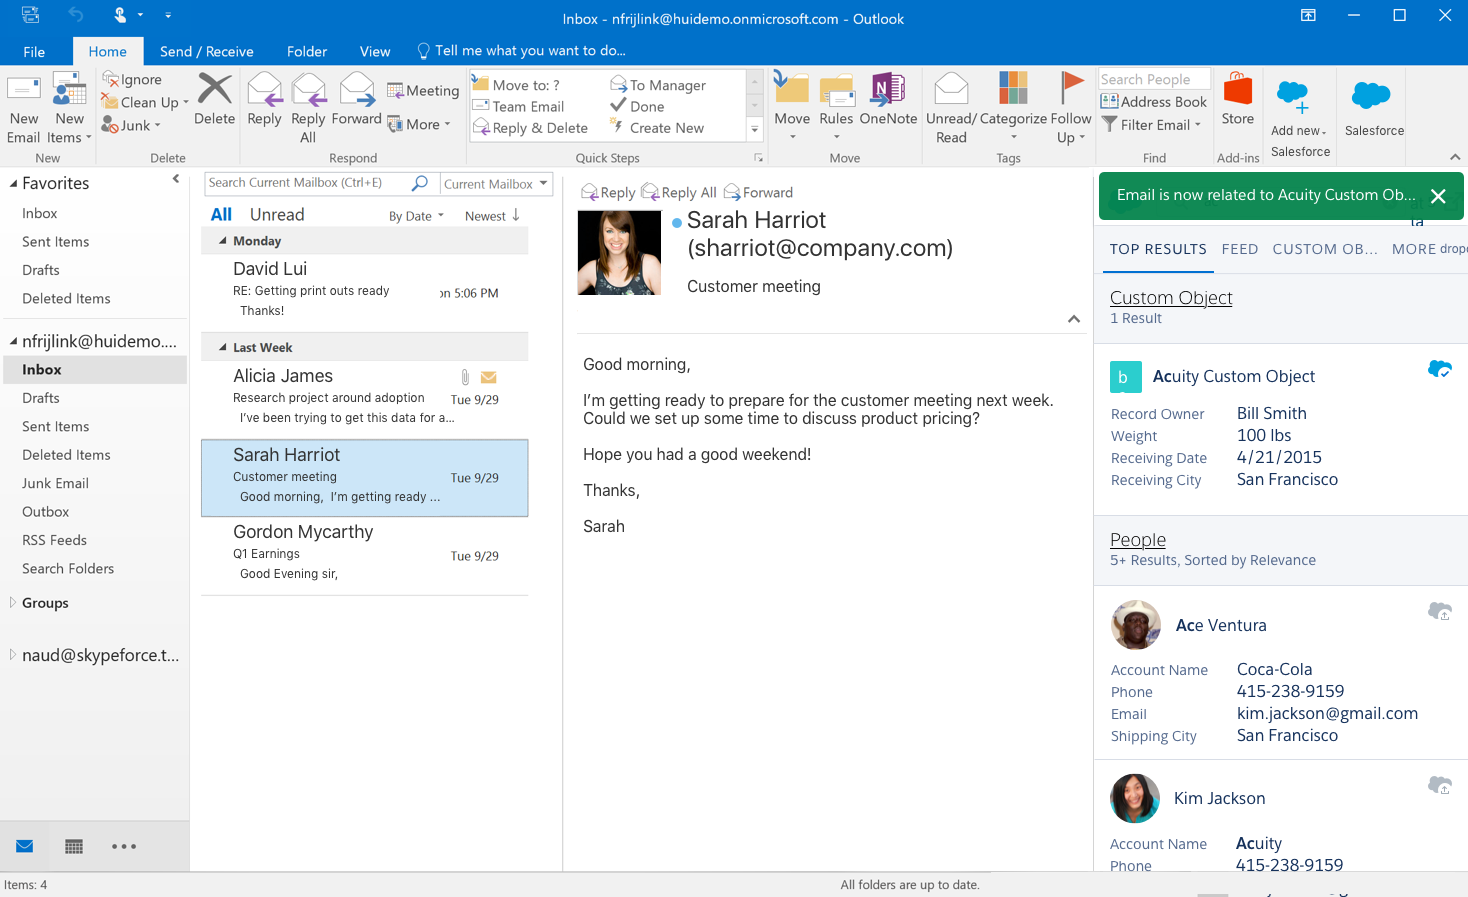 Inbox - nfrijlink@huidemo.onmicrosoft.com - Outlook
File Home Send / Receive Folder View Tell me what you want to do...
New Email
New Items
New
Ignore
Clean Up
Junk
Delete
Delete
Reply
Reply All
Forward
Meeting
More
Respond
Move to: ?
Team Email
Reply & Delete
To Manager
Done
Create New
Quick Steps
Move
Rules
OneNote
Move
Unread/ Read
Categorize
Follow Up
Tags
Search People
Address Book
Filter Email
Find
Store
Add-ins
Add new
Salesforce
Salesforce
Favorites
Inbox
Sent Items
Drafts
Deleted Items
nfrijlink@huidemo....
Inbox
Drafts
Sent Items
Deleted Items
Junk Email
Outbox
RSS Feeds
Search Folders
Groups
naud@skypeforce.t...
Search Current Mailbox (Ctrl+E) Current Mailbox
All Unread By Date Newest
Monday
David Lui
RE: Getting print outs ready
on 5:06 PM
Thanks!
Last Week
Alicia James
Research project around adoption Tue 9/29
I've been trying to get this data for a...
Sarah Harriot
Customer meeting Tue 9/29
Good morning, I'm getting ready ...
Gordon Mycarthy
Q1 Earnings Tue 9/29
Good Evening sir,
Reply Reply All Forward
Sarah Harriot
(sharriot@company.com)
Customer meeting
Good morning,
I'm getting ready to prepare for the customer meeting next week.
Could we set up some time to discuss product pricing?
Hope you had a good weekend!
Thanks,
Sarah
Email is now related to Acuity Custom Ob...
TOP RESULTS FEED CUSTOM OB... MORE drop
Custom Object
1 Result
b
Acuity Custom Object
Record Owner Bill Smith
Weight 100 lbs
Receiving Date 4/21/2015
Receiving City San Francisco
People
5+ Results, Sorted by Relevance
Ace Ventura
Account Name Coca-Cola
Phone 415-238-9159
Email kim.jackson@gmail.com
Shipping City San Francisco
Kim Jackson
Account Name Acuity
Phone 415-238-9159
Items: 4
All folders are up to date.